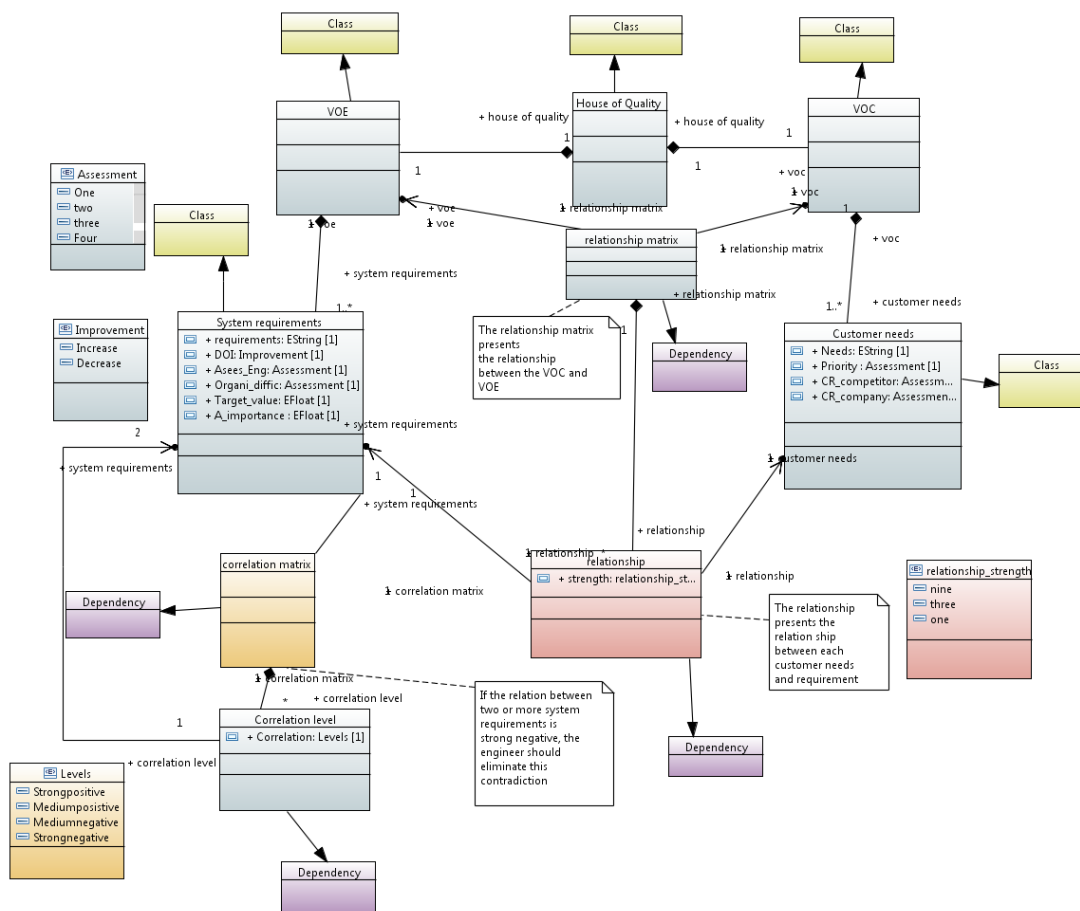 Class
Class
Class
VOE
House of Quality
VOC
+ house of quality
+ house of quality
1
1
1
1
+ voc
1 voc
1
Assessment
One
two
three
Four
Class
1 voe
+ voe
1 voe
1 relationship matrix
relationship matrix
1 relationship matrix
+ voc
+ system requirements
+ relationship matrix
1..*
1..*
+ customer needs
System requirements
+ requirements: EString [1]
+ DOI: Improvement [1]
+ Asees_Eng: Assessment [1]
+ Organi_diffic: Assessment [1]
+ Target_value: EFloat [1]
+ A_importance : EFloat [1]
Improvement
Increase
Decrease
The relationship matrix
presents
the relationship
between the VOC and
VOE
1
Dependency
Customer needs
+ Needs: EString [1]
+ Priority : Assessment [1]
+ CR_competitor: Assessm...
+ CR_company: Assessmen...
Class
+ system requirements
2
+ system requirements
1
1
+ system requirements
1 customer needs
+ relationship
1 relationship
*
correlation matrix
relationship
+ strength: relationship_st...
1 relationship
1 correlation matrix
relationship_strength
nine
three
one
Dependency
The relationship
presents the
relation ship
between each
customer needs
and requirement
1 correlation matrix
*
+ correlation level
If the relation between
two or more system
requirements is
strong negative, the
engineer should
eliminate this
contradiction
1
Correlation level
+ Correlation: Levels [1]
+ correlation level
Dependency
Levels
Strongpositive
Mediumposistive
Mediumnegative
Strongnegative
Dependency